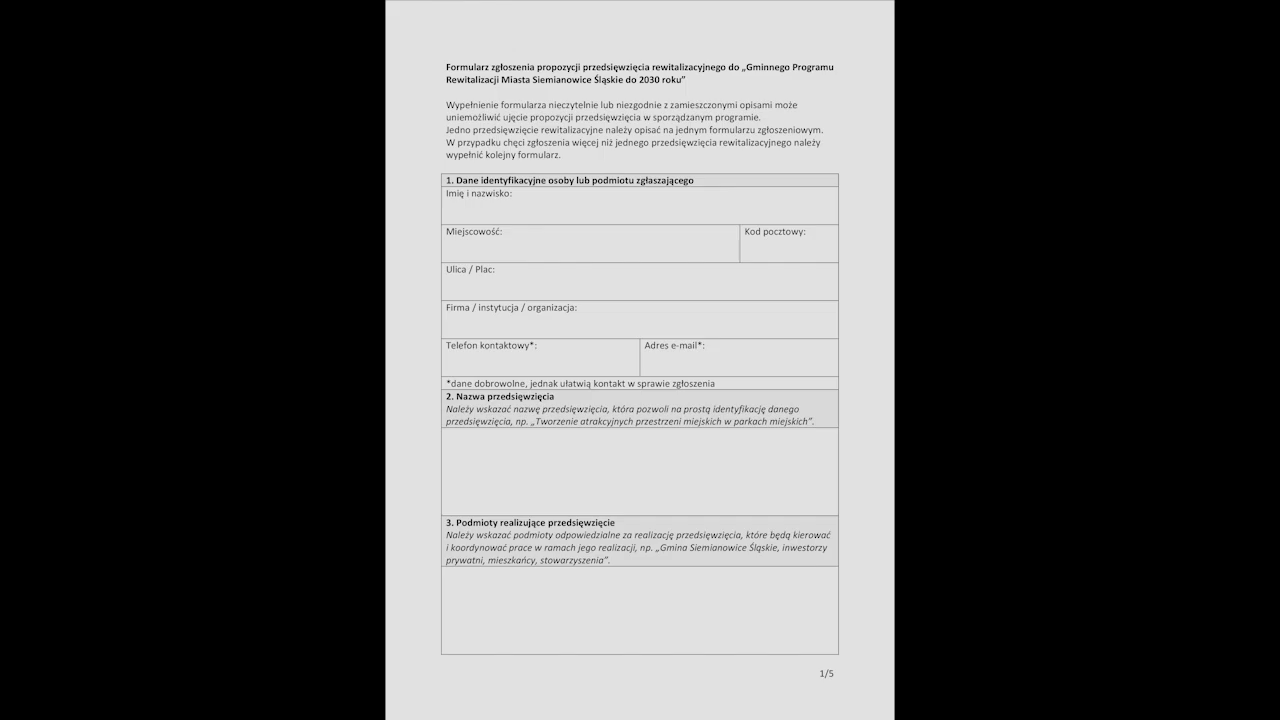 Formularz zgłoszenia propozycji przedsięwzięcia rewitalizacyjnego do „Gminnego Programu
Rewitalizacji Miasta Siemianowice Śląskie do 2030 roku”
Wypełnienie formularza nieczytelnie lub niezgodnie z zamieszczonymi opisami może
uniemożliwić ujęcie propozycji przedsięwzięcia w sporządzanym programie.
Jedno przedsięwzięcie rewitalizacyjne należy opisać na jednym formularzu zgłoszeniowym.
W przypadku chęci zgłoszenia więcej niż jednego przedsięwzięcia rewitalizacyjnego należy
wypełnić kolejny formularz.
1. Dane identyfikacyjne osoby lub podmiotu zgłaszającego
Imię i nazwisko:
Miejscowość: Kod pocztowy:
Ulica / Plac:
Firma / instytucja / organizacja:
Telefon kontaktowy*: Adres e-mail*:
*dane dobrowolne, jednak ułatwią kontakt w sprawie zgłoszenia
2. Nazwa przedsięwzięcia
Należy wskazać nazwę przedsięwzięcia, która pozwoli na prostą identyfikację danego
przedsięwzięcia, np. „Tworzenie atrakcyjnych przestrzeni miejskich w parkach miejskich”.
3. Podmioty realizujące przedsięwzięcie
Należy wskazać podmioty odpowiedzialne za realizację przedsięwzięcia, które będą kierować
i koordynować prace w ramach jego realizacji, np. „Gmina Siemianowice Śląskie, inwestorzy
prywatni, mieszkańcy, stowarzyszenia”.
1/5